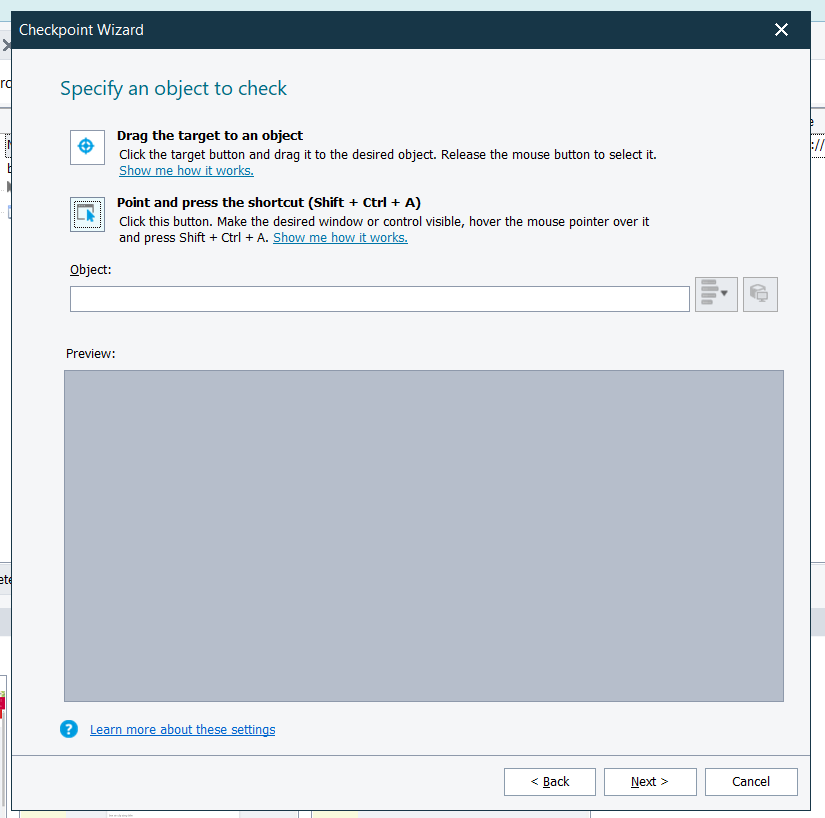 Checkpoint Wizard
Specify an object to check
Drag the target to an object
Click the target button and drag it to the desired object. Release the mouse button to select it.
Show me how it works.
Point and press the shortcut (Shift + Ctrl + A)
Click this button. Make the desired window or control visible, hover the mouse pointer over it
and press Shift + Ctrl + A. Show me how it works.
Object:
Preview:
? Learn more about these settings
< Back Next > Cancel